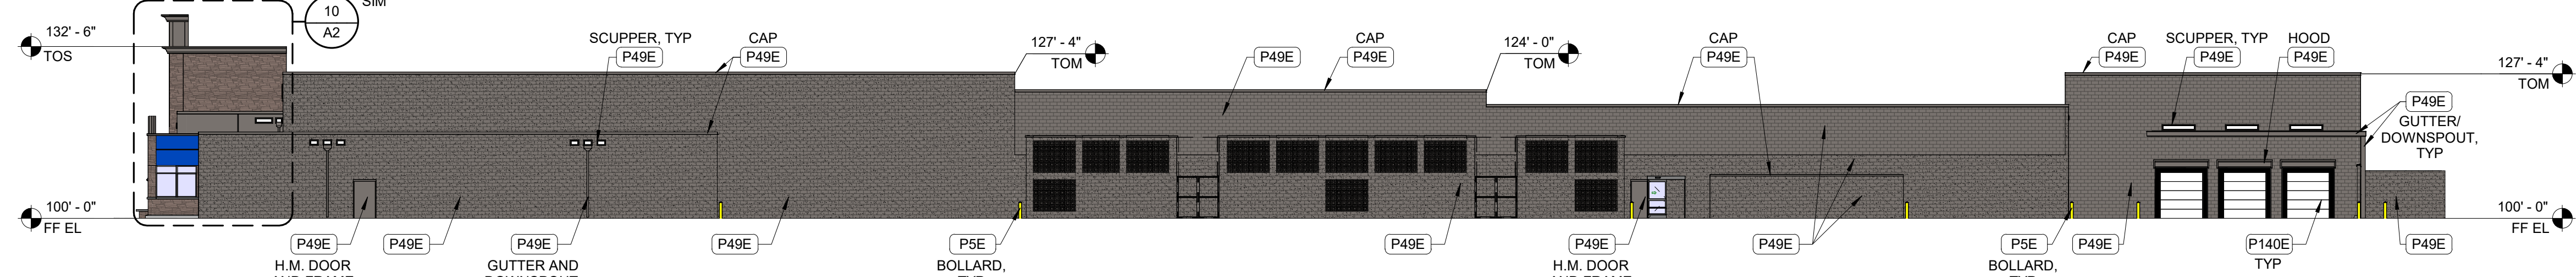 10
A2
SIM
132' - 6"
TOS
SCUPPER, TYP
P49E
CAP
P49E
127' - 4"
TOM
P49E
CAP
P49E
124' - 0"
TOM
CAP
P49E
CAP
P49E
SCUPPER, TYP
P49E
HOOD
P49E
127' - 4"
TOM
P49E
GUTTER/
DOWNSPOUT,
TYP
100' - 0"
FF EL
100' - 0"
FF EL
P49E
H.M. DOOR
P49E
P49E
GUTTER AND
P49E
P5E
BOLLARD,
P49E
P49E
H.M. DOOR
P49E
P5E
BOLLARD,
P49E
P140E
TYP
P49E